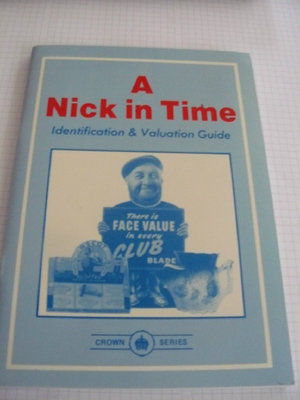 A
Nick in Time
Identification & Valuation Guide
There is
FACE VALUE
in every
CLUB
BLADE
CROWN SERIES